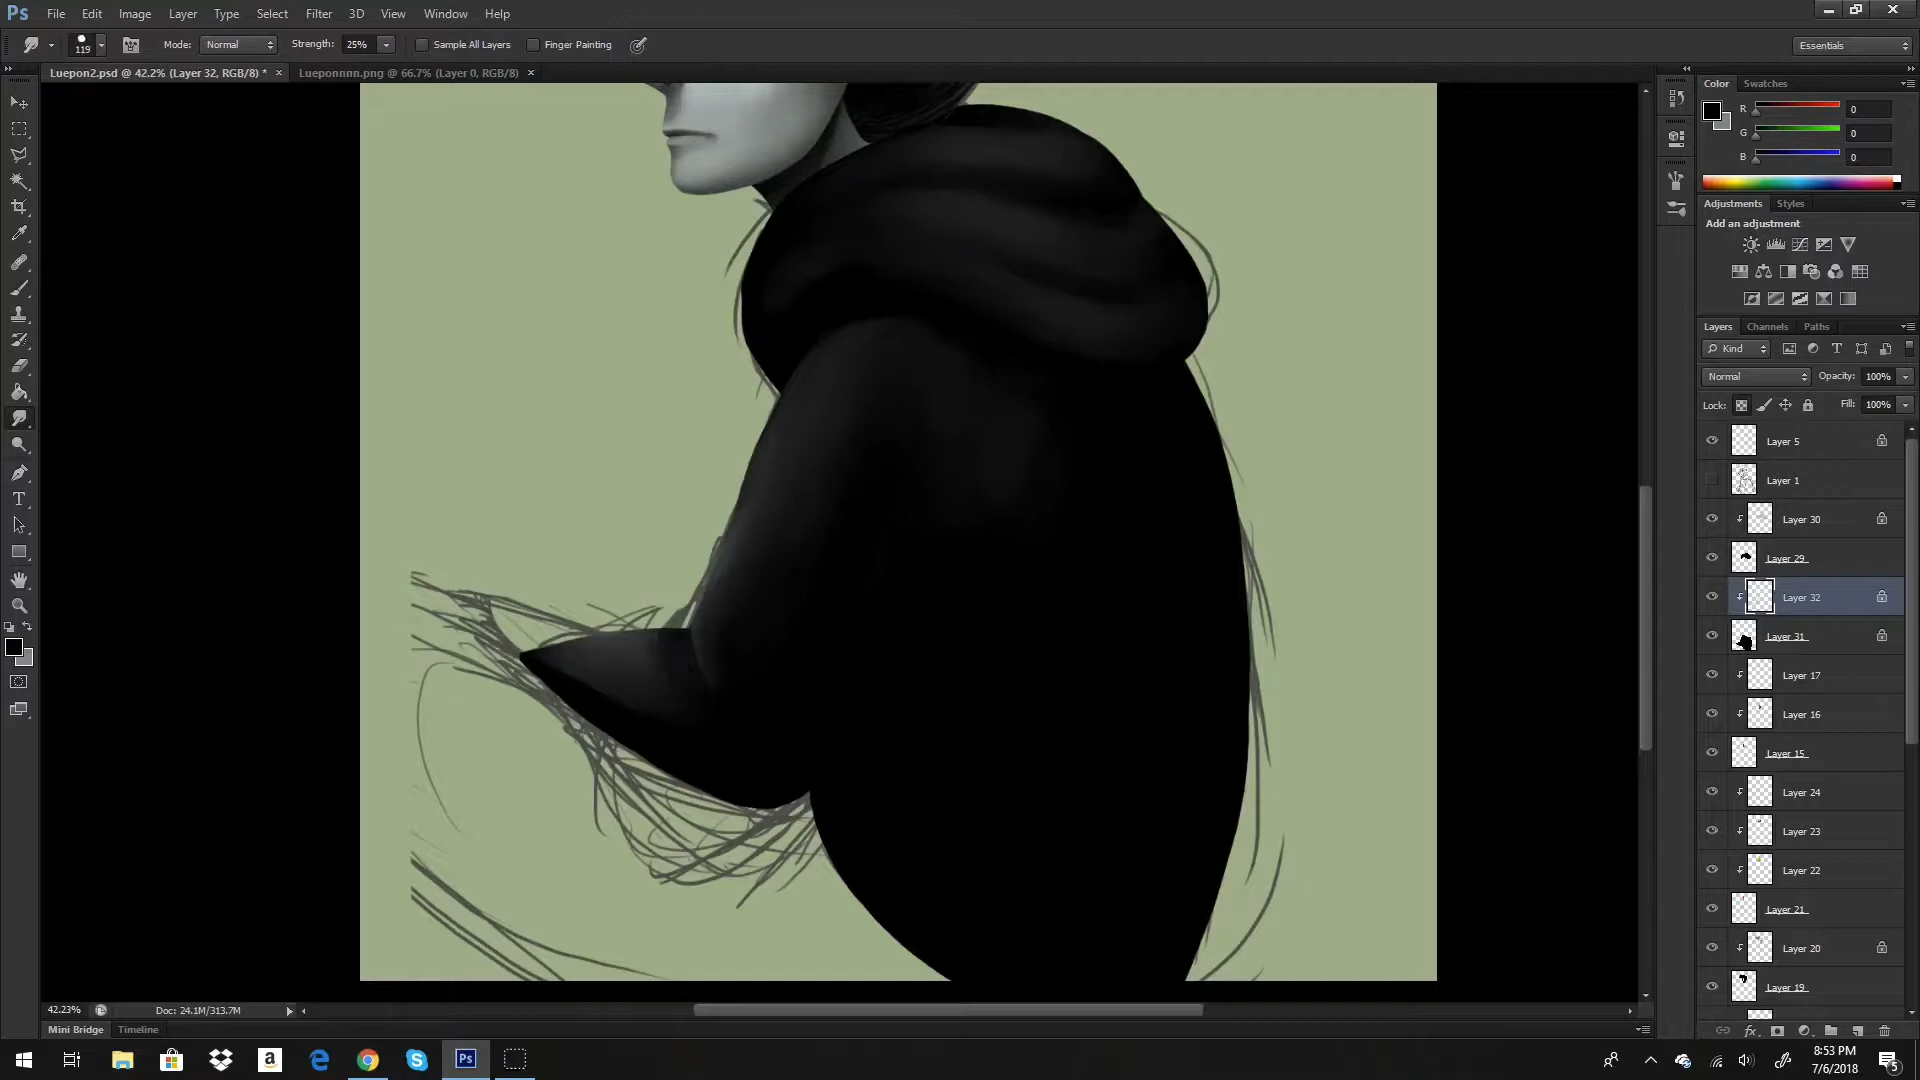 Ps File Edit Image Layer Type Select Filter 3D View Window Help
119 Mode: Normal Strength: 25% Sample All Layers Finger Painting Essentials
Luepon2.psd @ 42.2% (Layer 32, RGB/8) * × Lueponnnn.png @ 66.7% (Layer 0, RGB/8) ×
Color Swatches
R 0
G 0
B 0
Adjustments Styles
Add an adjustment
Layers Channels Paths
Kind
Normal Opacity: 100%
Lock: Fill: 100%
Layer 5
Layer 1
Layer 30
Layer 29
Layer 32
Layer 31
Layer 17
Layer 16
Layer 15
Layer 24
Layer 23
Layer 22
Layer 21
Layer 20
Layer 19
fx
42.23% Doc: 24.1M/313.7M
Mini Bridge Timeline
a Ps
8:53 PM
7/6/2018
5